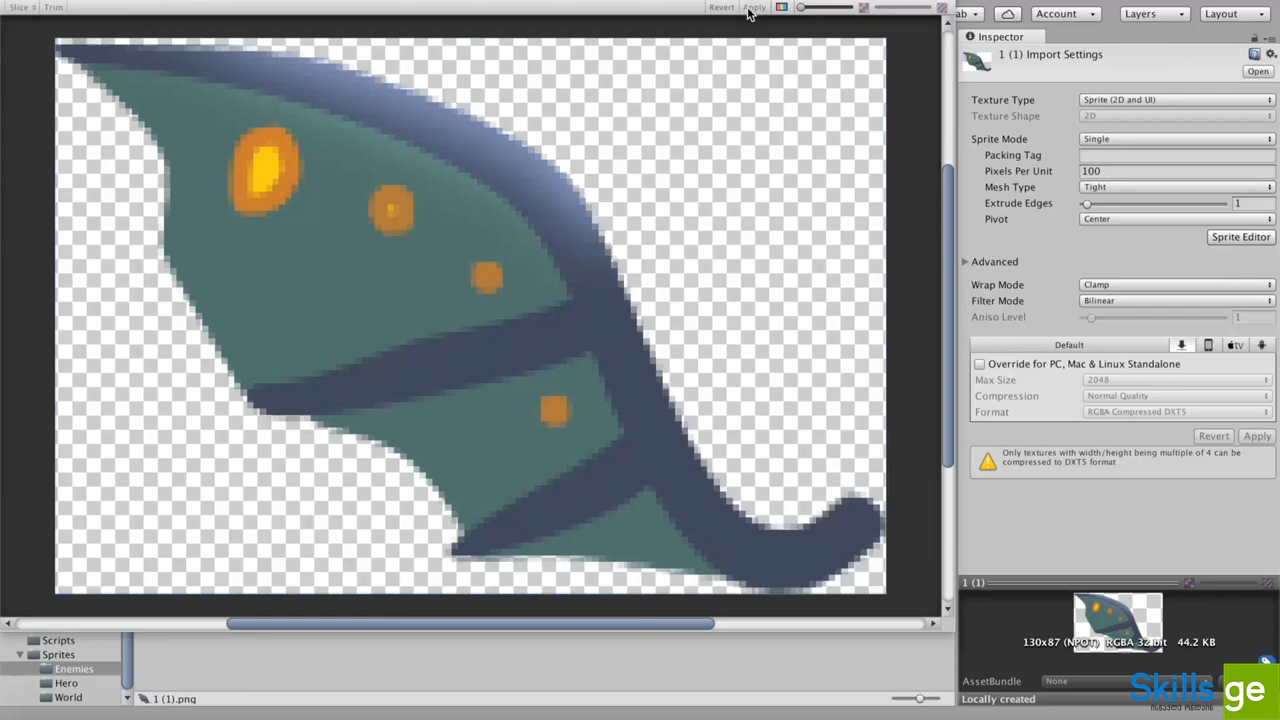 Slice Trim Revert Apply
ab Account Layers Layout
Inspector
1 (1) Import Settings
Open
Texture Type Sprite (2D and UI)
Texture Shape 2D
Sprite Mode Single
Packing Tag
Pixels Per Unit 100
Mesh Type Tight
Extrude Edges 1
Pivot Center
Sprite Editor
Advanced
Wrap Mode Clamp
Filter Mode Bilinear
Aniso Level 1
Default tv
Override for PC, Mac & Linux Standalone
Max Size 2048
Compression Normal Quality
Format RGBA Compressed DXT5
Revert Apply
Only textures with width/height being multiple of 4 can be
compressed to DXT5 format
1 (1)
130x87 (NPOT) RGBA 32 bit 44.2 KB
Scripts
Sprites
Enemies
Hero
World
1 (1).png
AssetBundle None
Locally created
Skills ge
ისწავლე ონლაინ